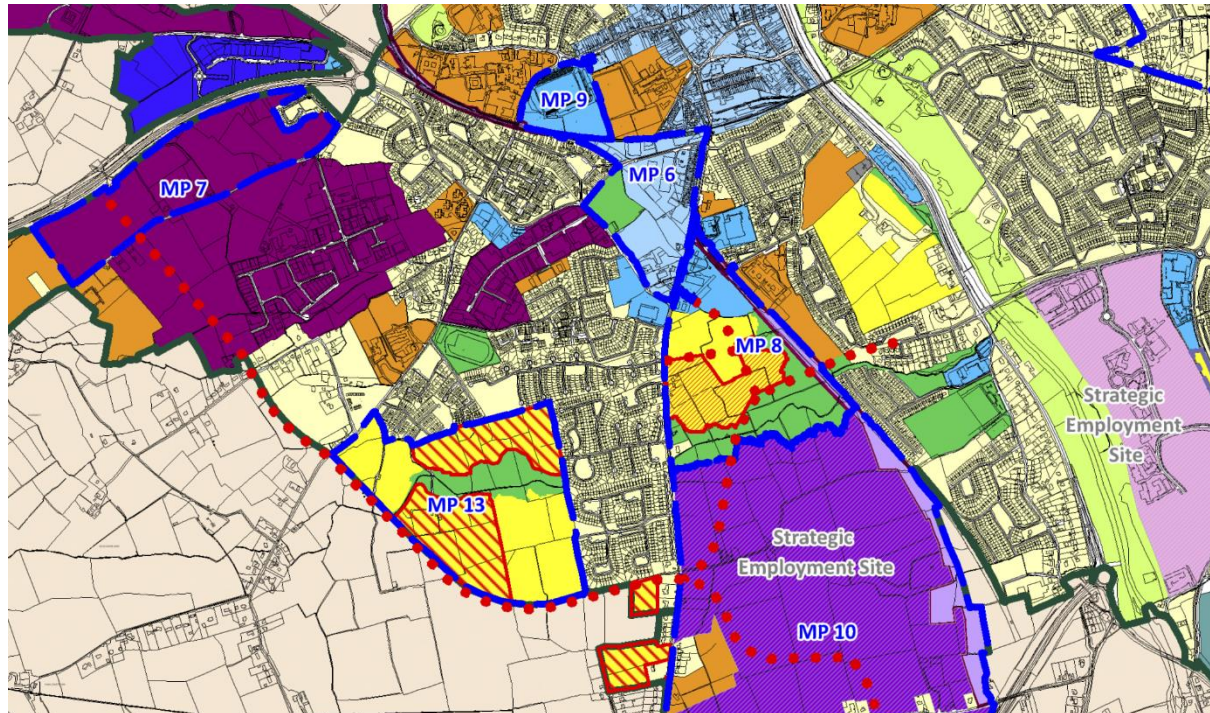 MP 9
MP 6
MP 7
MP 8
Strategic
Employment
Site
MP 13
Strategic
Employment Site
MP 10